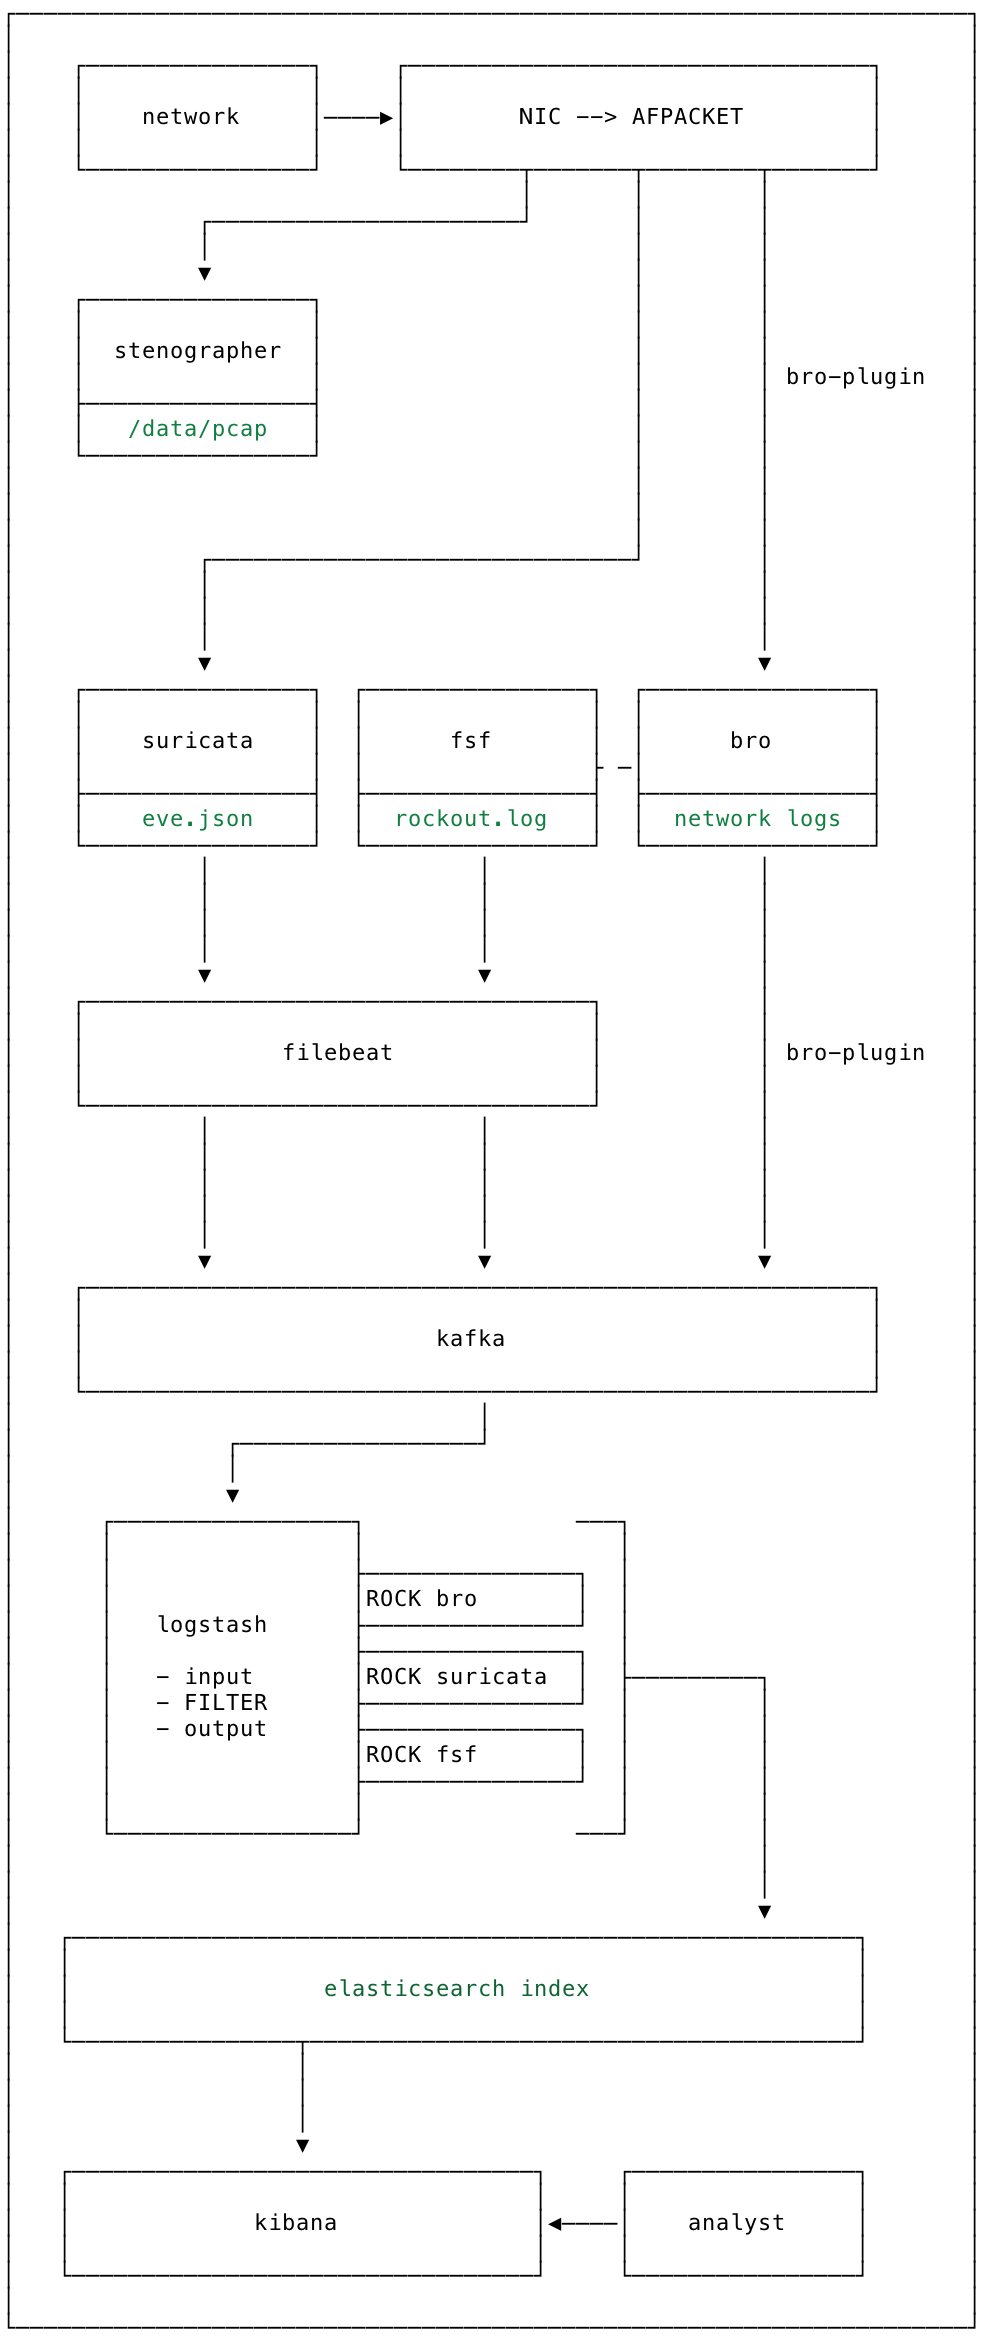 network
NIC --> AFPACKET
stenographer
bro-plugin
/data/pcap
suricata
fsf
bro
eve.json
rockout.log
network logs
filebeat
bro-plugin
kafka
logstash
- input
- FILTER
- output
ROCK bro
ROCK suricata
ROCK fsf
elasticsearch index
kibana
analyst